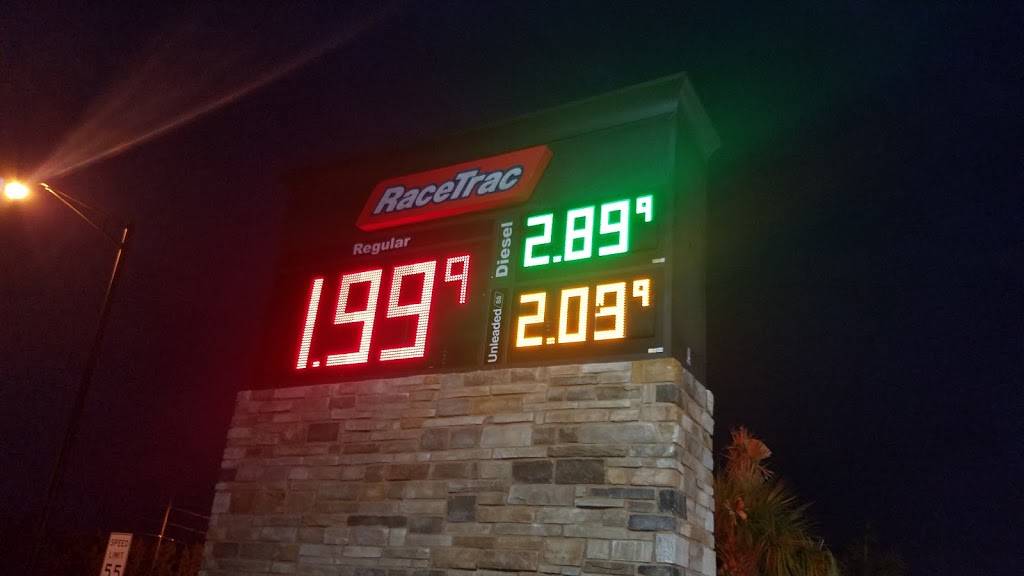 RaceTrac
Regular
1.99 9
Diesel
2.89 9
Unleaded 88
2.09 9
SPEED
LIMIT
55